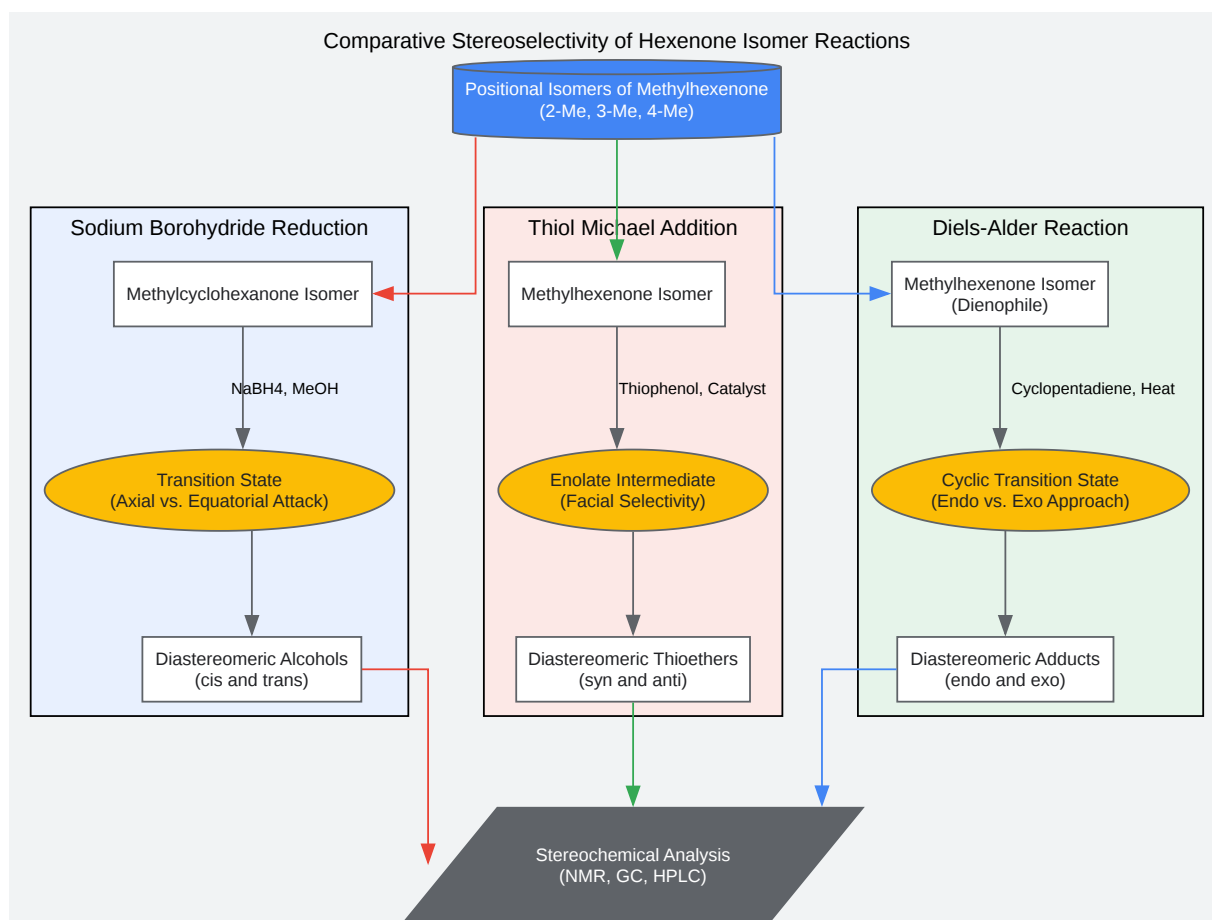 Comparative Stereoselectivity of Hexenone Isomer Reactions
Positional Isomers of Methylhexenone
(2-Me, 3-Me, 4-Me)
Sodium Borohydride Reduction
Methylcyclohexanone Isomer
NaBH4, MeOH
Transition State
(Axial vs. Equatorial Attack)
Diastereomeric Alcohols
(cis and trans)
Thiol Michael Addition
Methylhexenone Isomer
Thiophenol, Catalyst
Enolate Intermediate
(Facial Selectivity)
Diastereomeric Thioethers
(syn and anti)
Diels-Alder Reaction
Methylhexenone Isomer
(Dienophile)
Cyclopentadiene, Heat
Cyclic Transition State
(Endo vs. Exo Approach)
Diastereomeric Adducts
(endo and exo)
Stereochemical Analysis
(NMR, GC, HPLC)